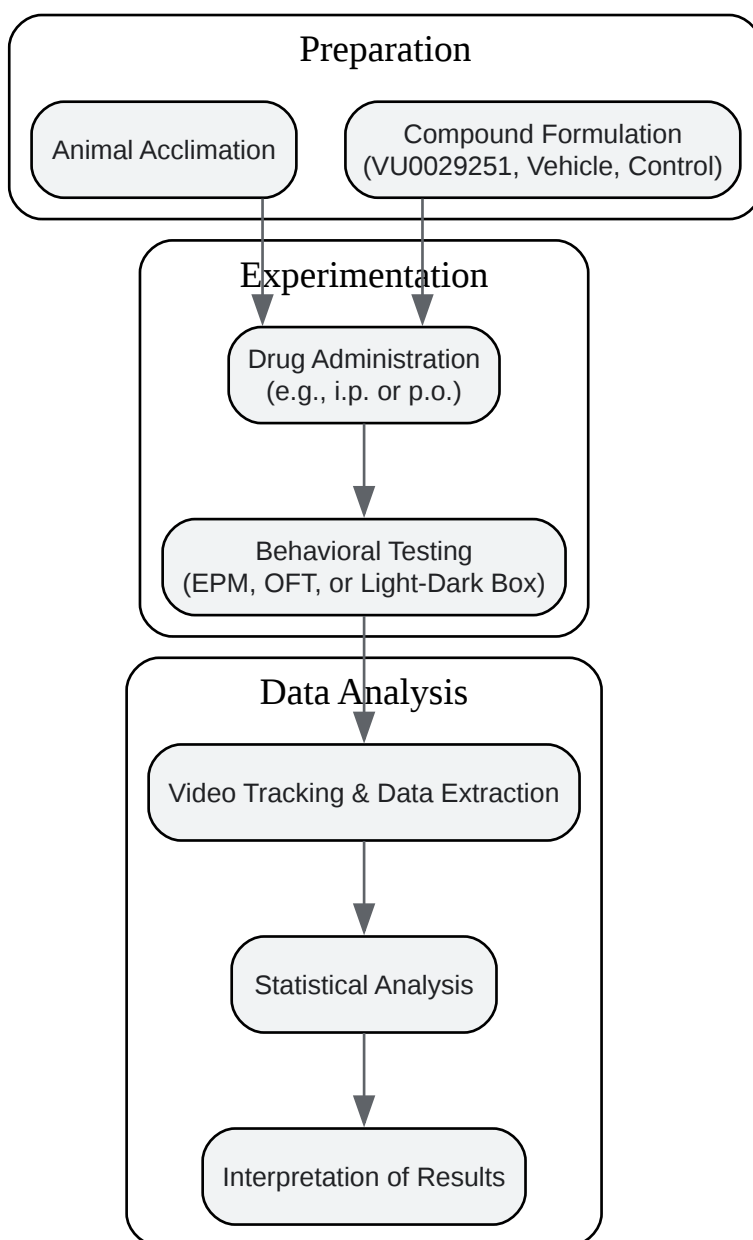 Preparation
Animal Acclimation
Compound Formulation
(VU0029251, Vehicle, Control)
Experimentation
Drug Administration
(e.g., i.p. or p.o.)
Behavioral Testing
(EPM, OFT, or Light-Dark Box)
Data Analysis
Video Tracking & Data Extraction
Statistical Analysis
Interpretation of Results